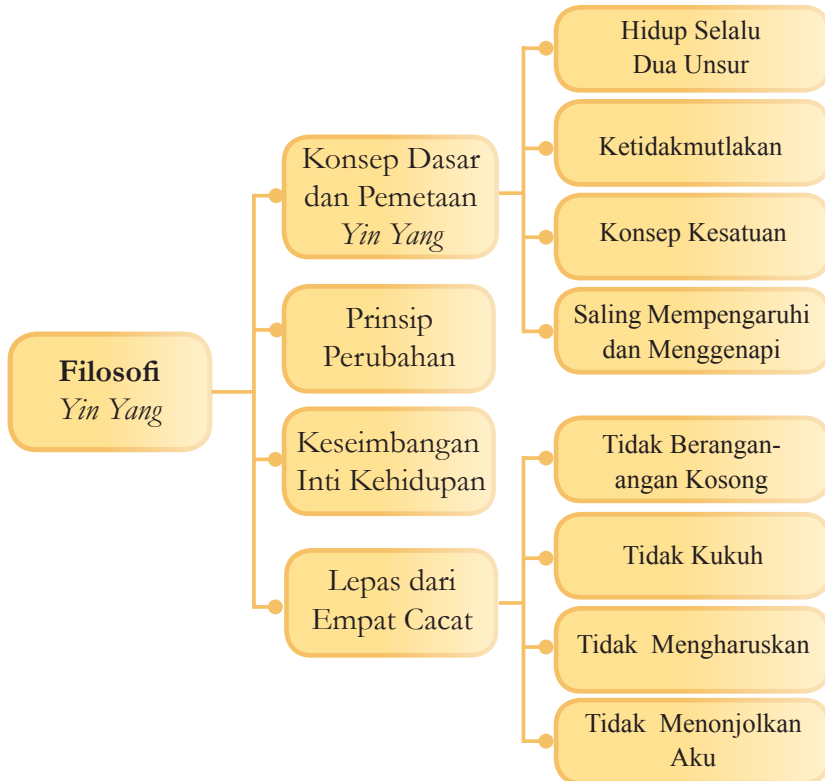 Filosofi
Yin Yang
Konsep Dasar
dan Pemetaan
Yin Yang
Hidup Selalu
Dua Unsur
Ketidakmutlakan
Konsep Kesatuan
Saling Mempengaruhi
dan Menggenapi
Prinsip
Perubahan
Keseimbangan
Inti Kehidupan
Lepas dari
Empat Cacat
Tidak Berangan-
angan Kosong
Tidak Kukuh
Tidak Mengharuskan
Tidak Menonjolkan
Aku